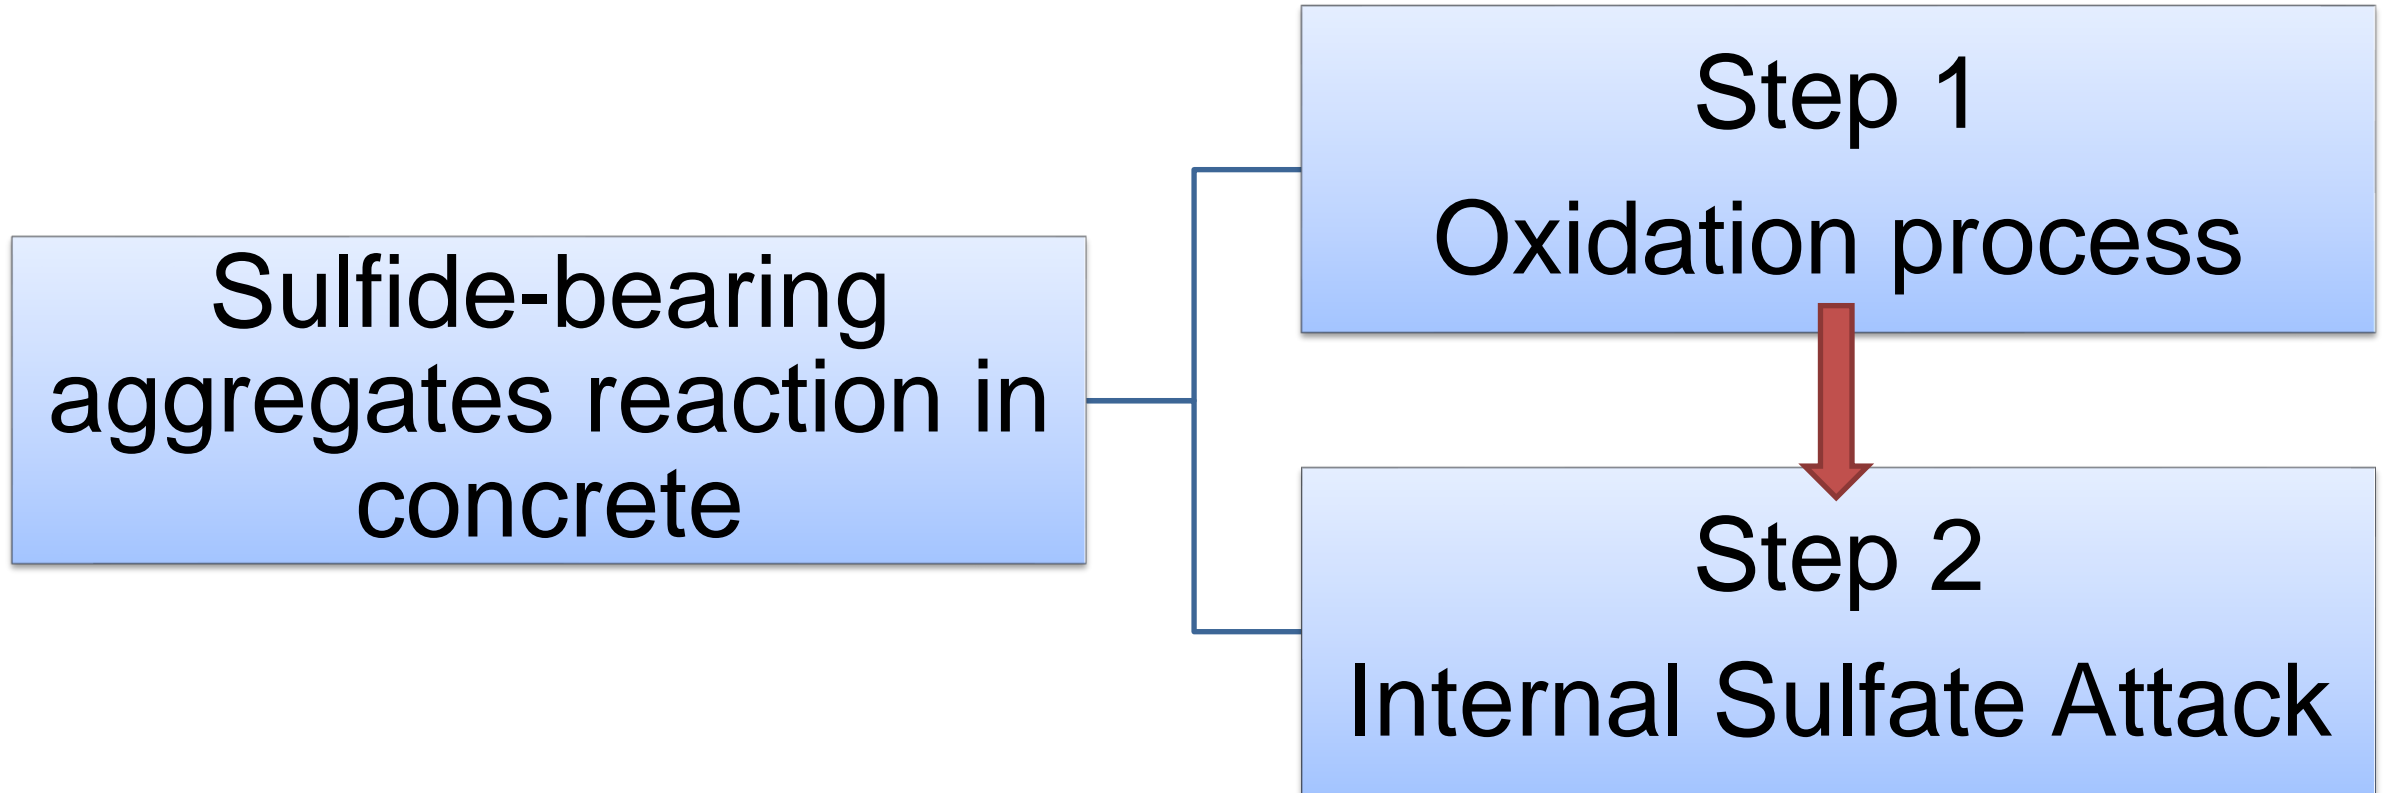 Sulfide-bearing
aggregates reaction in
concrete
Step 1
Oxidation process
Step 2
Internal Sulfate Attack